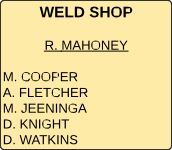 WELD SHOP
R. MAHONEY
M. COOPER
A. FLETCHER
M. JEENINGA
D. KNIGHT
D. WATKINS